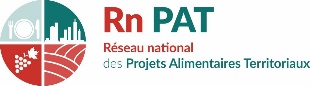 Rn PAT
Réseau national
des Projets Alimentaires Territoriaux